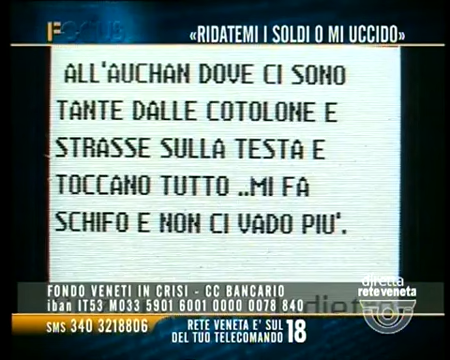 FOCUS
«RIDATEMI I SOLDI O MI UCCIDO»
ALL'AUCHAN DOVE CI SONO
TANTE DALLE COTOLONE E
STRASSE SULLA TESTA E
TOCCANO TUTTO ..MI FA
SCHIFO E NON CI VADO PIU'.
diretta
reteveneta
FONDO VENETI IN CRISI - CC BANCARIO
iban IT53 M033 5901 6001 0000 0078 840
SMS 340 3218806
RETE VENETA E' SUL 18
DEL TUO TELECOMANDO